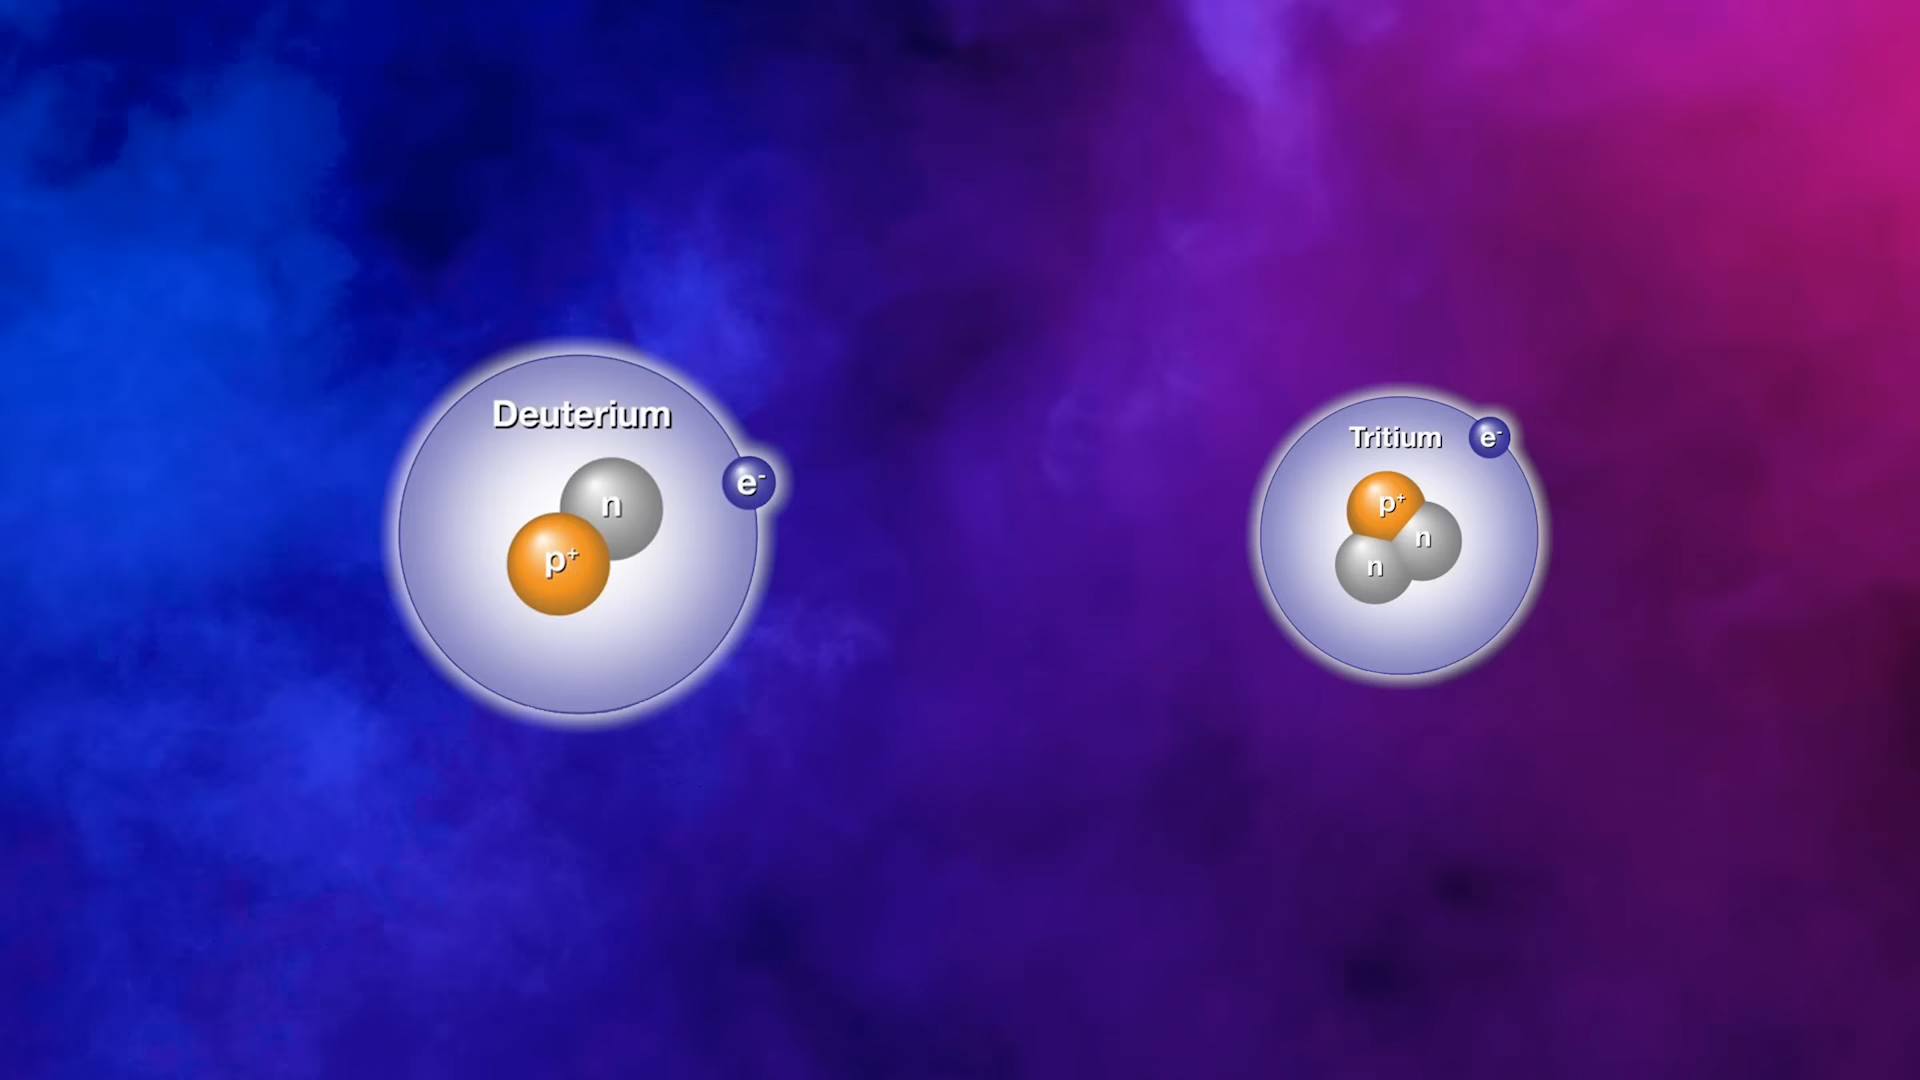 Deuterium
n
e-
p+
Tritium
e-
p+
n
n